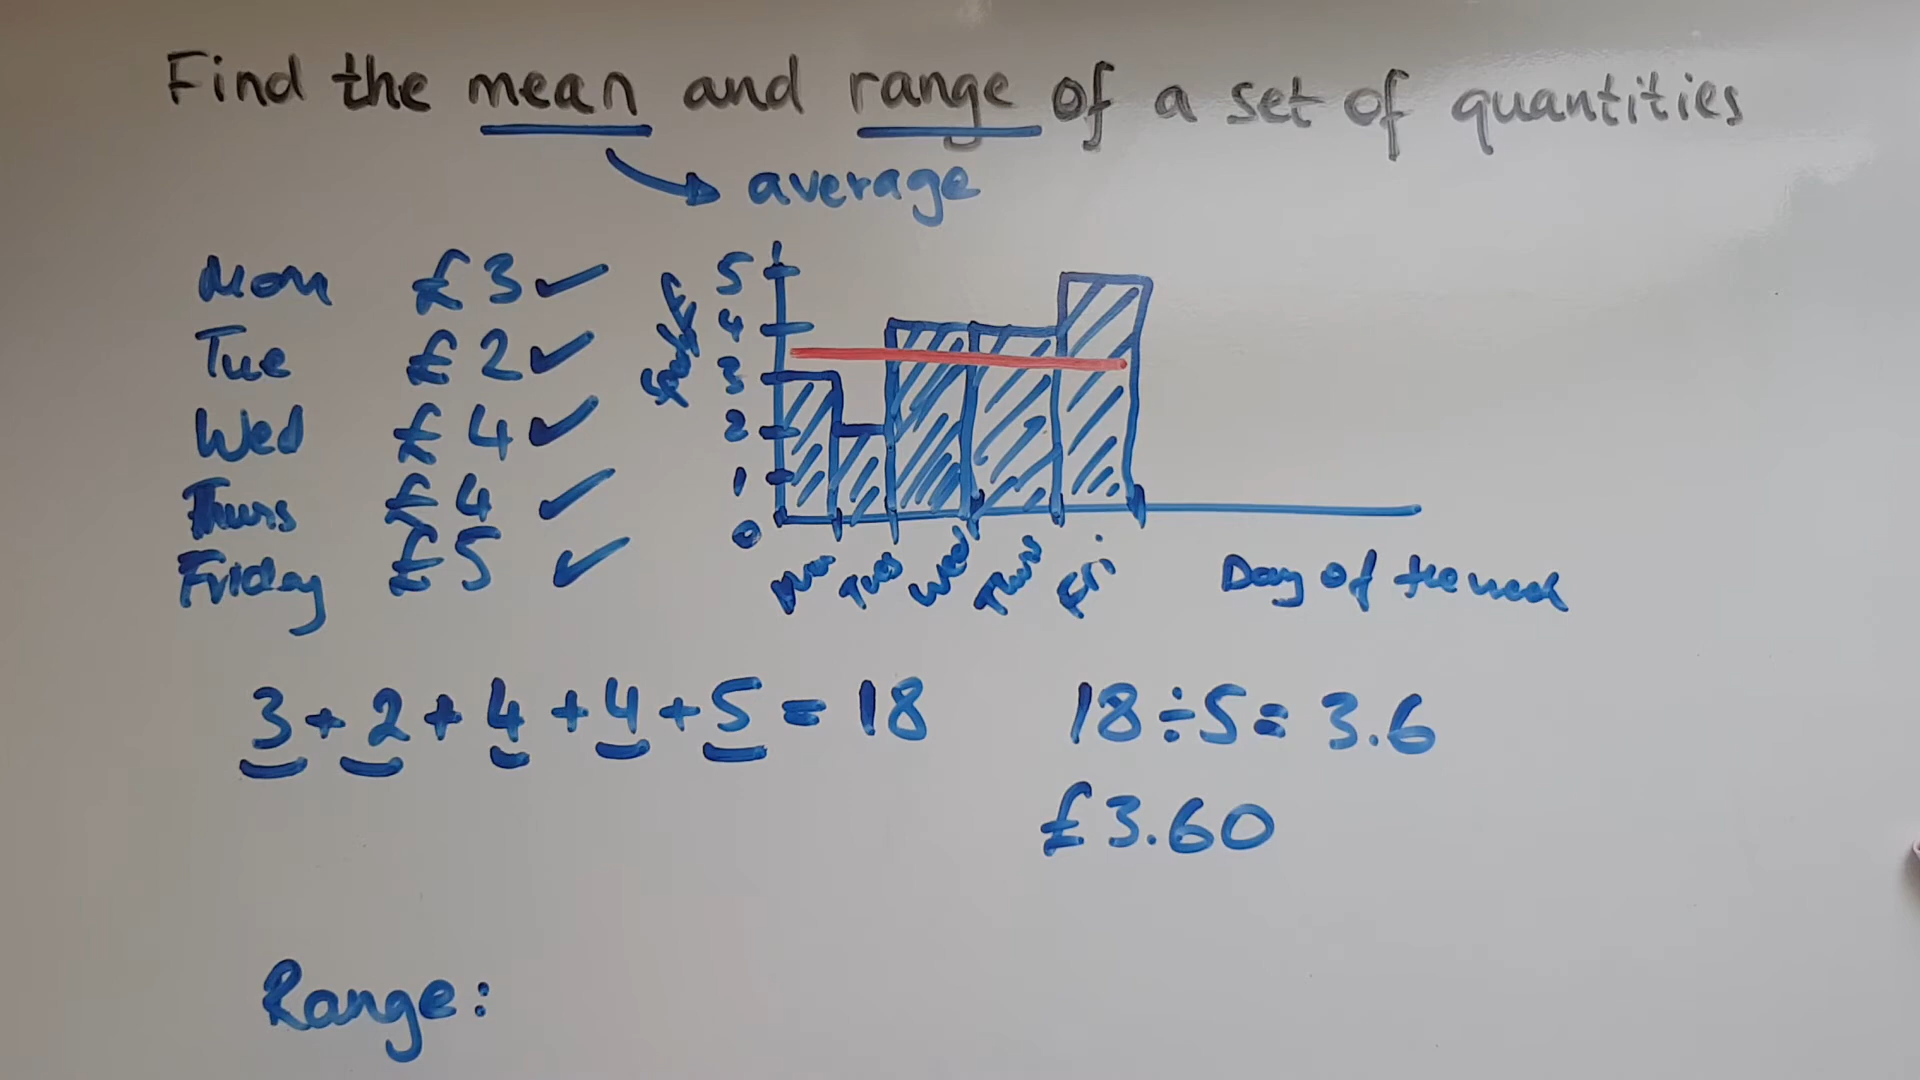 Find the mean and range of a set of quantities
average
Mon £3 ✓
Tue £2 ✓
Wed £4 ✓
Thurs £4 ✓
Friday £5 ✓
5
4
3
2
1
0
Mon Tues Wed Thurs Fri.
Day of the week
3+2+4+4+5=18
18÷5=3.6
£3.60
Range: